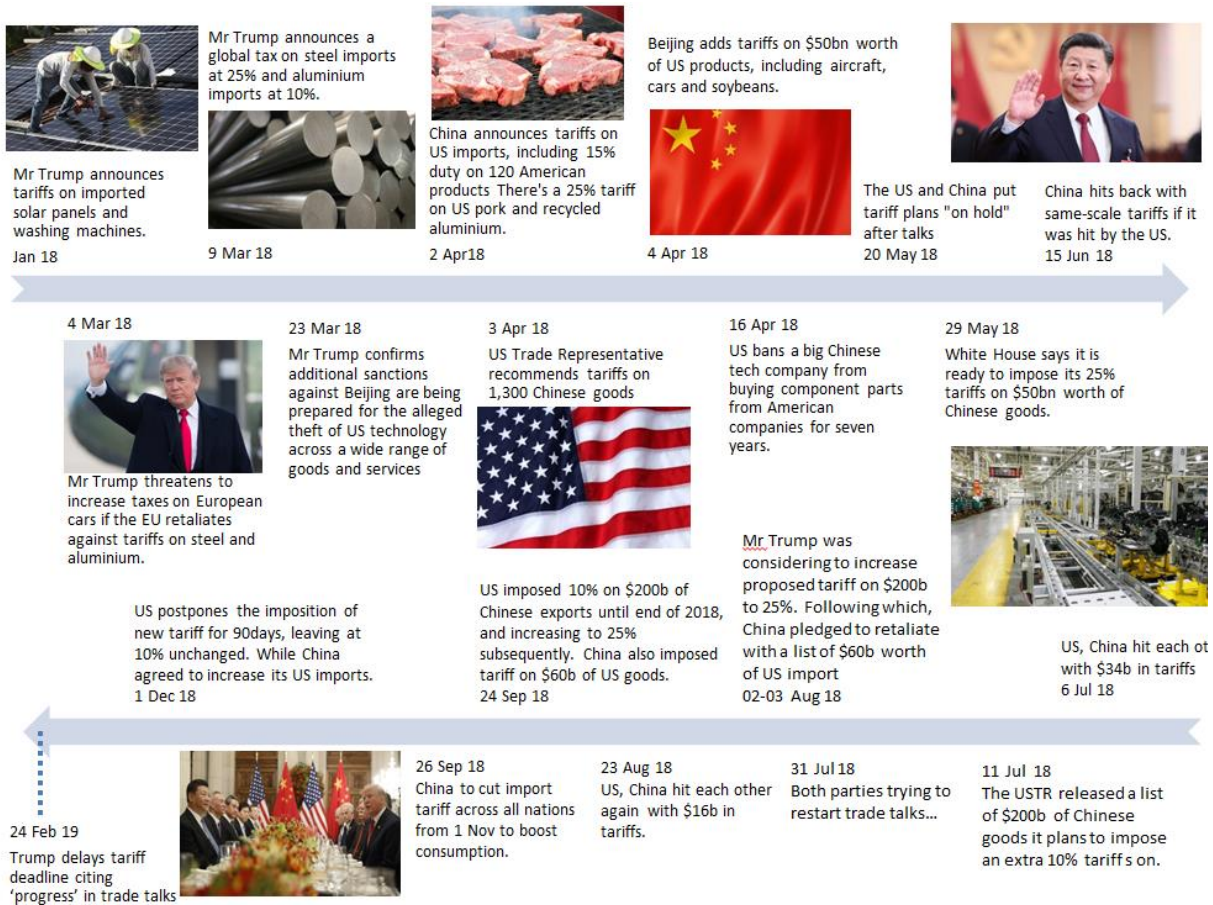 Mr Trump announces
tariffs on imported
solar panels and
washing machines.
Jan 18
Mr Trump announces a
global tax on steel imports
at 25% and aluminium
imports at 10%.
9 Mar 18
China announces tariffs on
US imports, including 15%
duty on 120 American
products There's a 25% tariff
on US pork and recycled
aluminium.
2 Apr18
Beijing adds tariffs on $50bn worth
of US products, including aircraft,
cars and soybeans.
4 Apr 18
The US and China put
tariff plans "on hold"
after talks
20 May 18
China hits back with
same-scale tariffs if it
was hit by the US.
15 Jun 18
4 Mar 18
Mr Trump threatens to
increase taxes on European
cars if the EU retaliates
against tariffs on steel and
aluminium.
23 Mar 18
Mr Trump confirms
additional sanctions
against Beijing are being
prepared for the alleged
theft of US technology
across a wide range of
goods and services
3 Apr 18
US Trade Representative
recommends tariffs on
1,300 Chinese goods
16 Apr 18
US bans a big Chinese
tech company from
buying component parts
from American
companies for seven
years.
29 May 18
White House says it is
ready to impose its 25%
tariffs on $50bn worth of
Chinese goods.
US, China hit each ot
with $34b in tariffs
6 Jul 18
Mr Trump was
considering to increase
proposed tariff on $200b
to 25%. Following which,
China pledged to retaliate
with a list of $60b worth
of US import
02-03 Aug 18
US imposed 10% on $200b of
Chinese exports until end of 2018,
and increasing to 25%
subsequently. China also imposed
tariff on $60b of US goods.
24 Sep 18
US postpones the imposition of
new tariff for 90days, leaving at
10% unchanged. While China
agreed to increase its US imports.
1 Dec 18
11 Jul 18
The USTR released a list
of $200b of Chinese
goods it plans to impose
an extra 10% tariffs on.
31 Jul 18
Both parties trying to
restart trade talks…
23 Aug 18
US, China hit each other
again with $16b in
tariffs.
26 Sep 18
China to cut import
tariff across all nations
from 1 Nov to boost
consumption.
24 Feb 19
Trump delays tariff
deadline citing
‘progress’ in trade talks